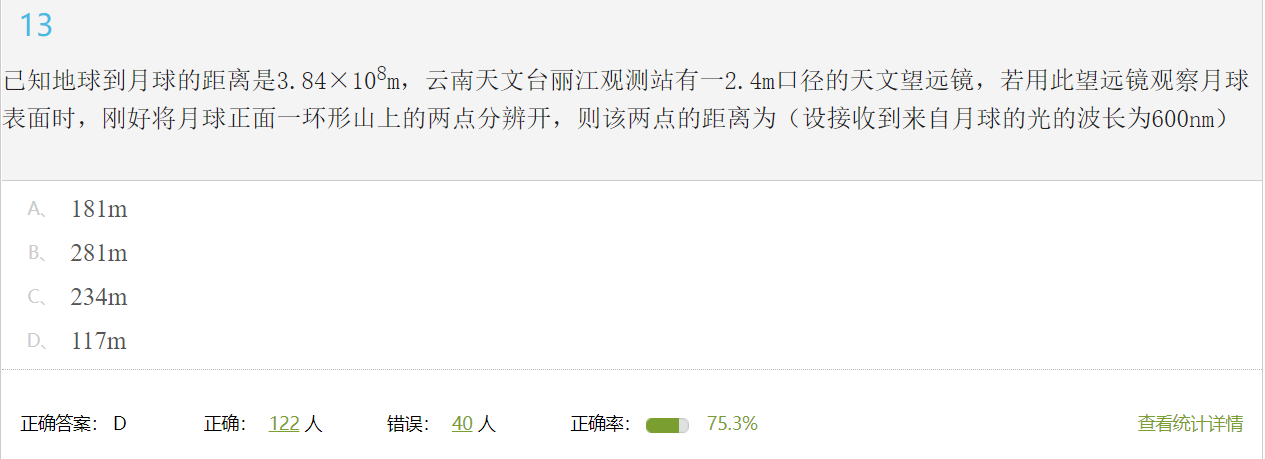 13
已知地球到月球的距离是3.84×10⁸m，云南天文台丽江观测站有一2.4m口径的天文望远镜，若用此望远镜观察月球
表面时，刚好将月球正面一环形山上的两点分辨开，则该两点的距离为（设接收到来自月球的光的波长为600nm）
A、 181m
B、 281m
C、 234m
D、 117m
正确答案： D 正确： 122 人 错误： 40 人 正确率： 75.3% 查看统计详情